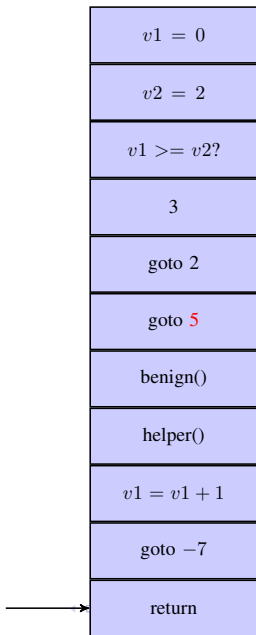 v1 = 0
v2 = 2
v1 >= v2?
3
goto 2
goto 5
benign()
helper()
v1 = v1 + 1
goto −7
return